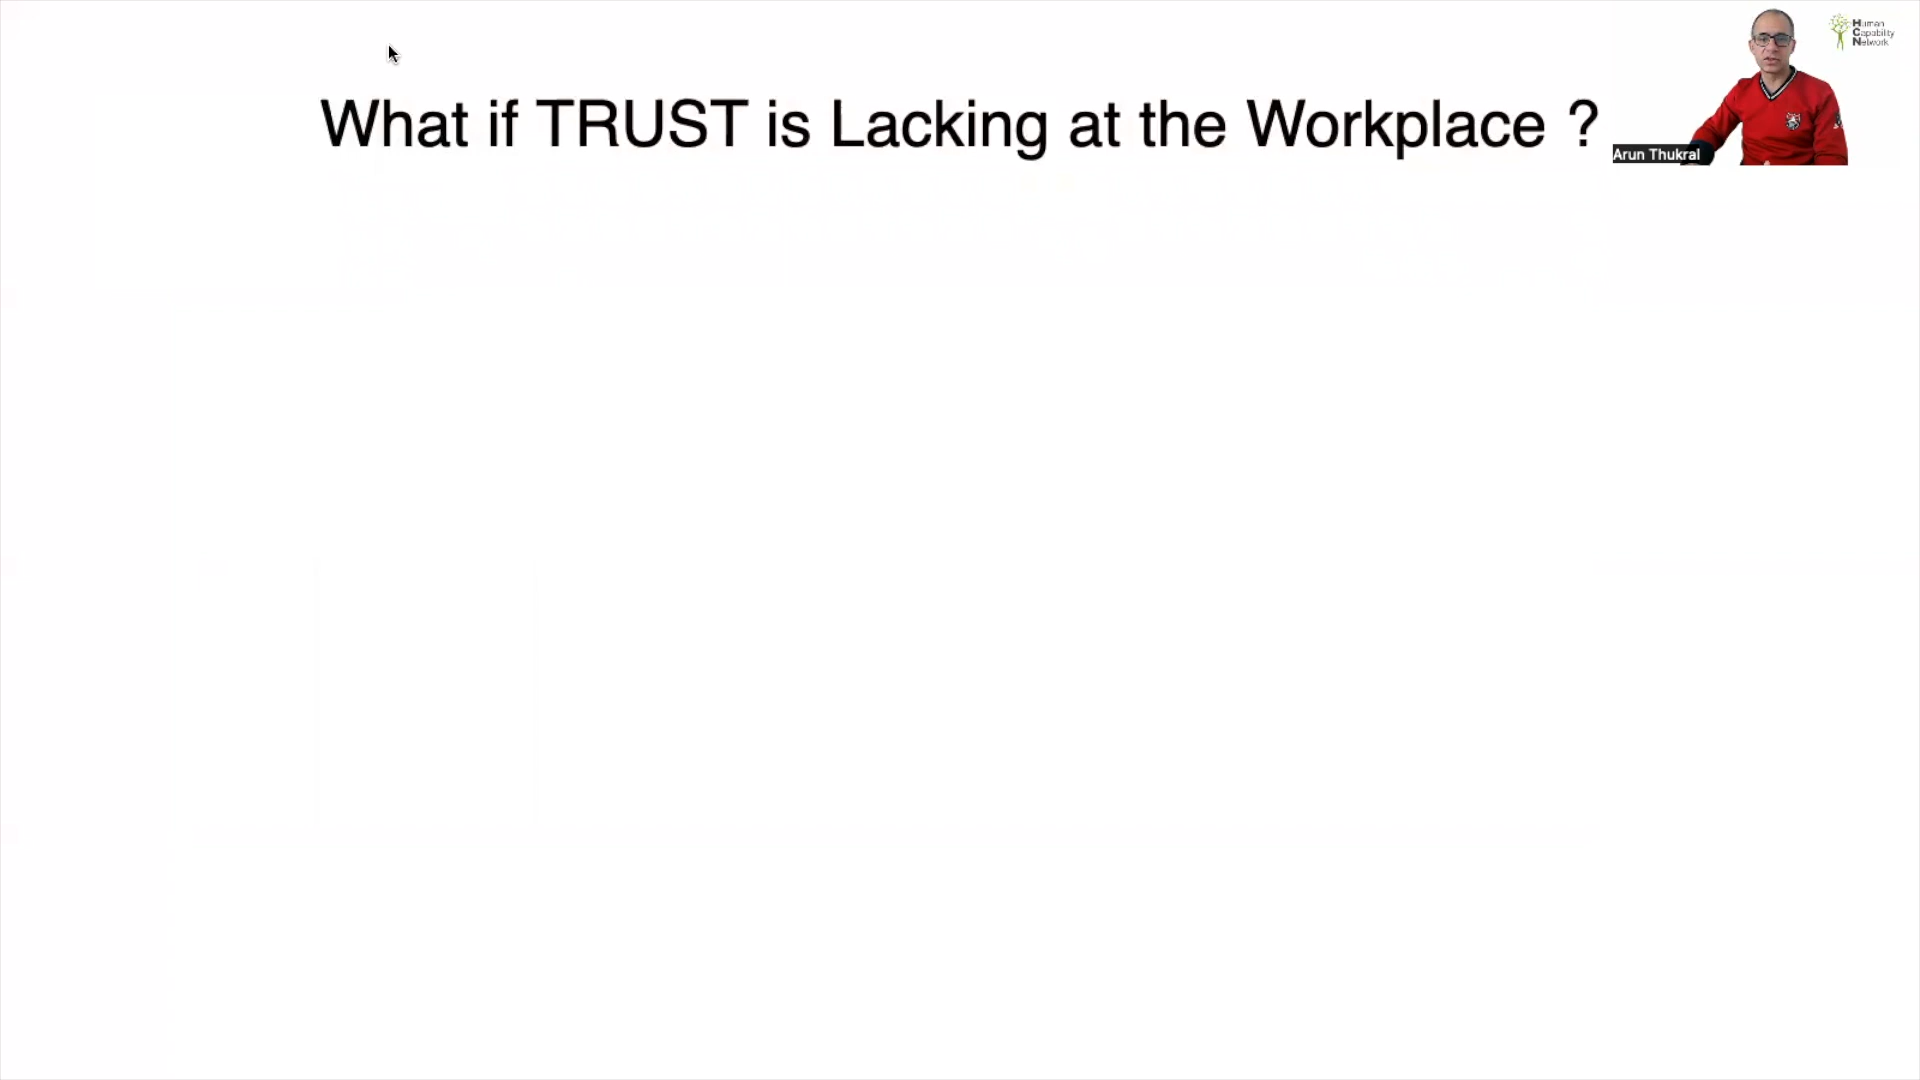 Human
Capability
Network
What if TRUST is Lacking at the Workplace ?
Arun Thukral